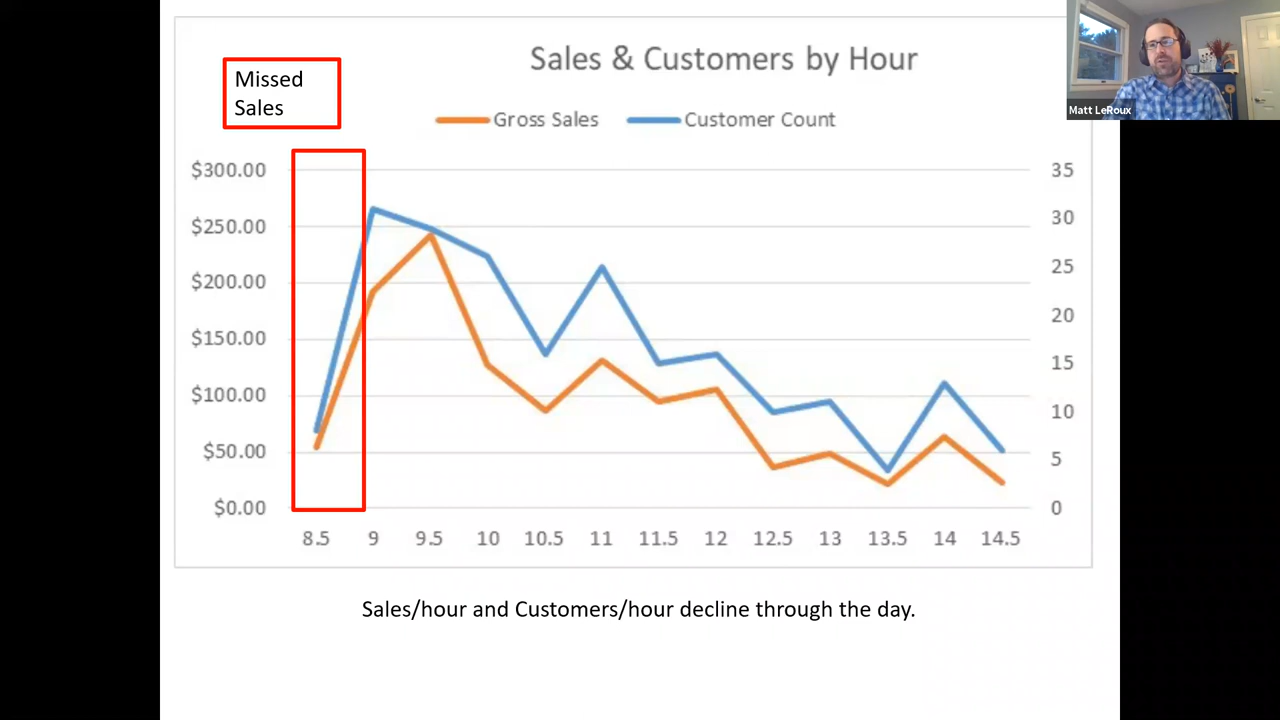 Missed
Sales
Sales & Customers by Hour
Gross Sales Customer Count
$300.00 35
$250.00 30
$200.00 25
$150.00 20
$100.00 15
$50.00 10
$0.00 5
0
8.5 9 9.5 10 10.5 11 11.5 12 12.5 13 13.5 14 14.5
Sales/hour and Customers/hour decline through the day.
Matt LeRoux